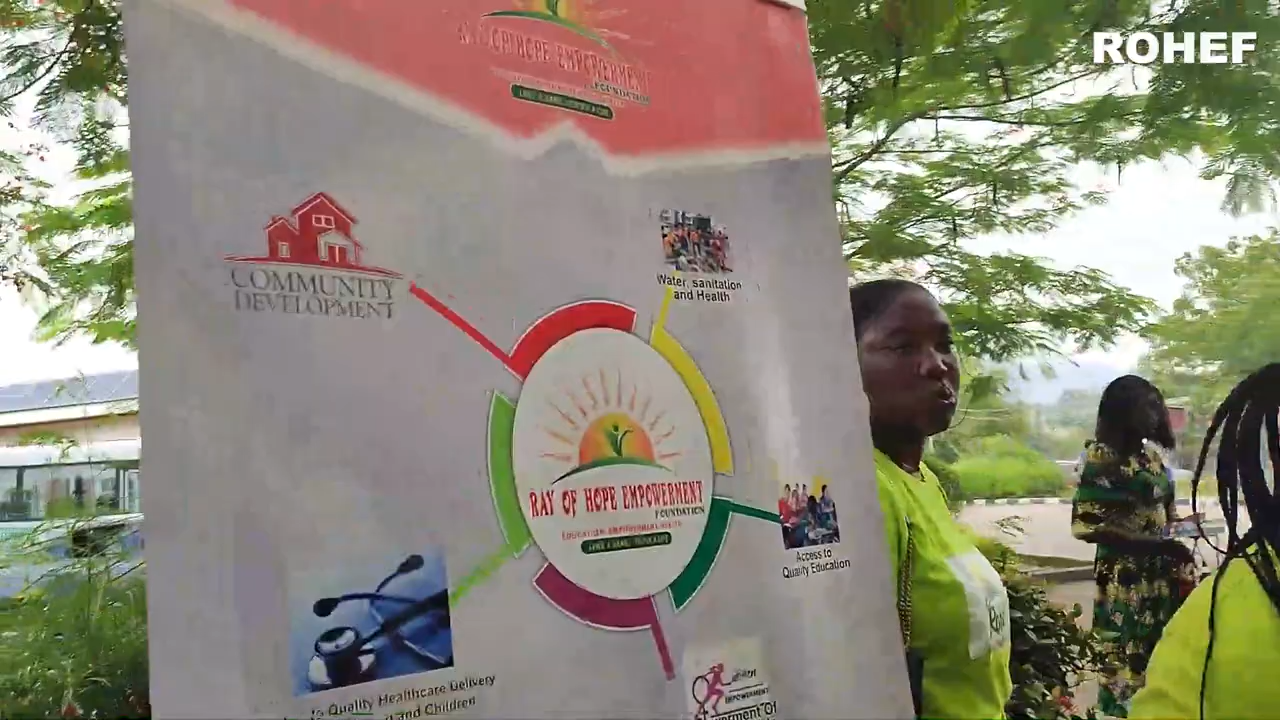 ROHEF
HOPE EMPOWERMENT
FOUNDATION
COMMUNITY
DEVELOPMENT
Water, sanitation
and Health
RAY OF HOPE EMPOWERMENT
FOUNDATION
Access to
Quality Education
Quality Healthcare Delivery
and Children
EMPOWERMENT